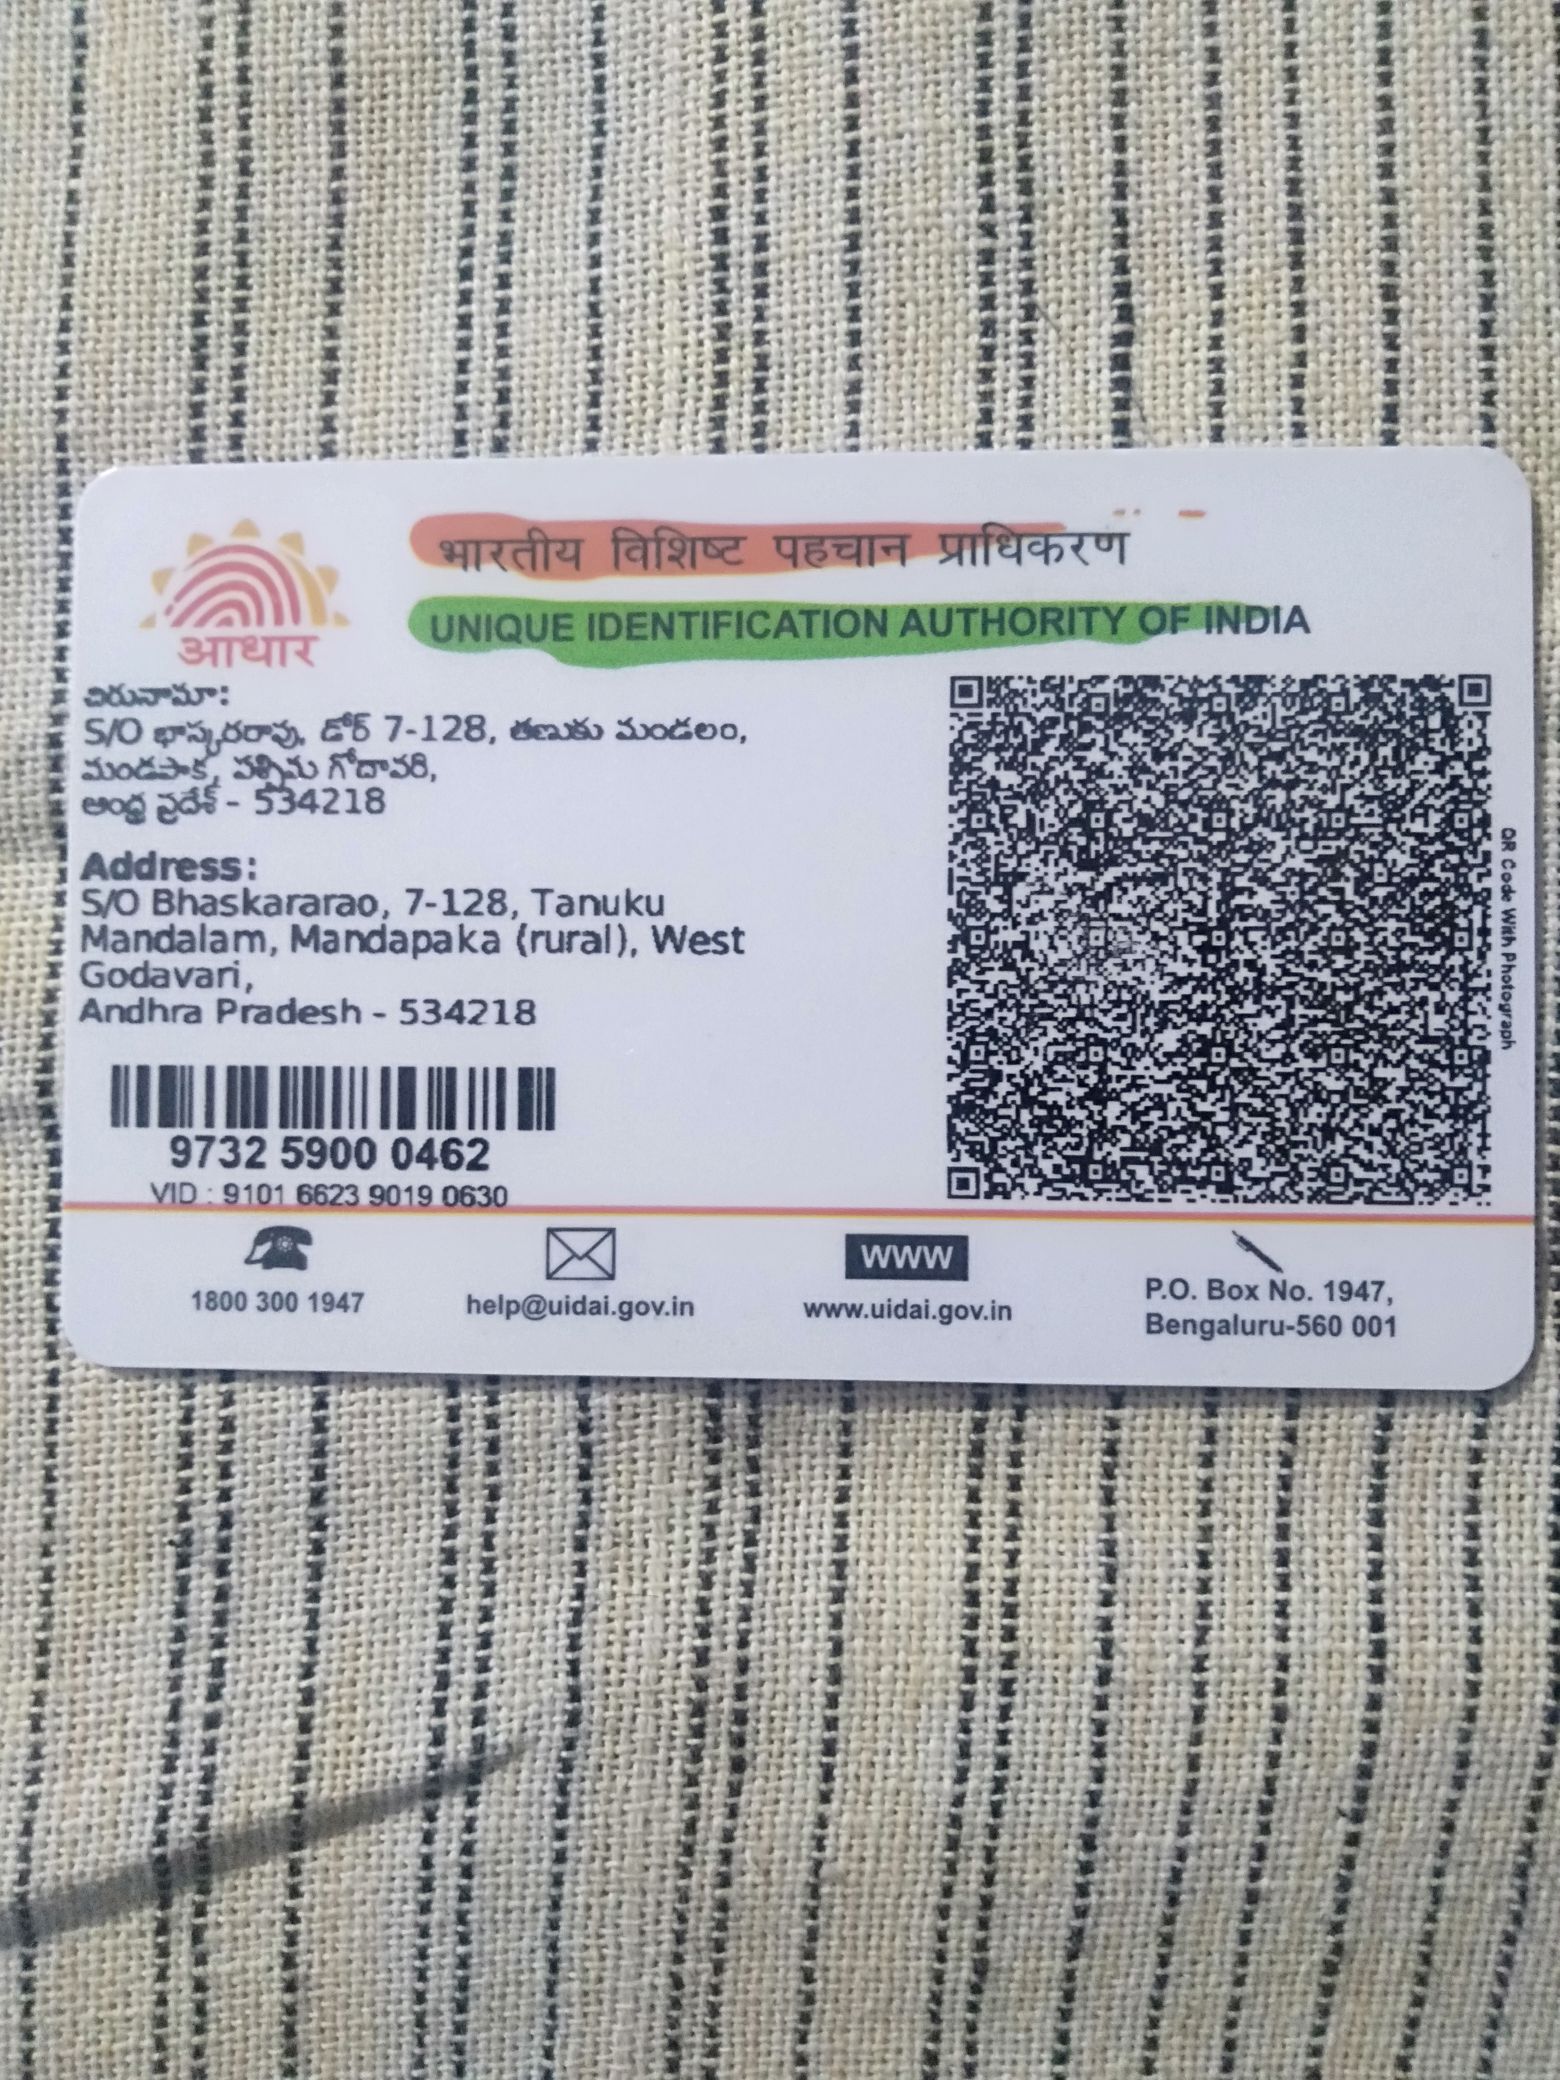 भारतीय विशिष्ट पहचान प्राधिकरण
UNIQUE IDENTIFICATION AUTHORITY OF INDIA
आधार
చిరునామా:
S/O భాస్కరరావు, డోర్ 7-128, తణుకు మండలం,
మండపాక, పశ్చిమ గోదావరి,
ఆంధ్ర ప్రదేశ్ - 534218
Address:
S/O Bhaskararao, 7-128, Tanuku
Mandalam, Mandapaka (rural), West
Godavari,
Andhra Pradesh - 534218
QR Code With Photograph
9732 5900 0462
VID : 9101 6623 9019 0630
1800 300 1947
help@uidai.gov.in
www
www.uidai.gov.in
P.O. Box No. 1947,
Bengaluru-560 001